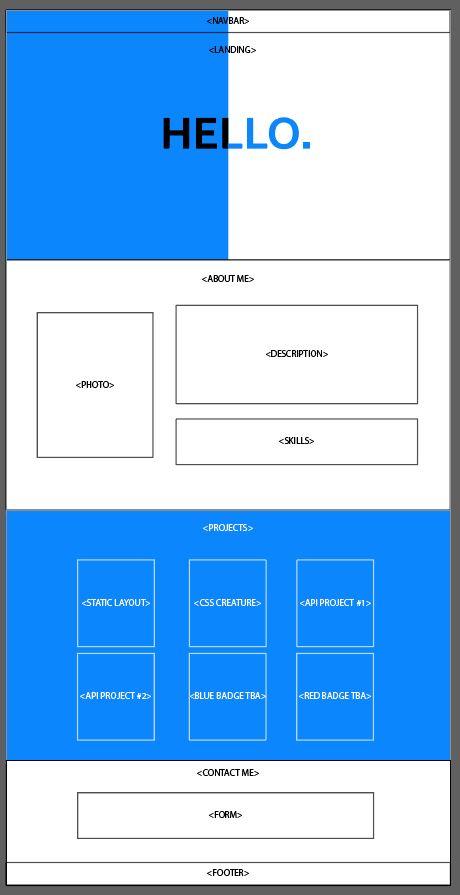 <NAVBAR>
<LANDING>
HELLO.
<ABOUT ME>
<PHOTO>
<DESCRIPTION>
<SKILLS>
<PROJECTS>
<STATIC LAYOUT>
<CSS CREATURE>
<API PROJECT #1>
<API PROJECT #2>
<BLUE BADGE TBA>
<RED BADGE TBA>
<CONTACT ME>
<FORM>
<FOOTER>